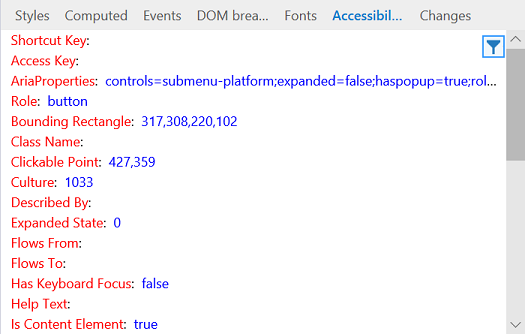 Styles Computed Events DOM brea... Fonts Accessibil... Changes
Shortcut Key:
Access Key:
AriaProperties: controls=submenu-platform;expanded=false;haspopup=true;rol...
Role: button
Bounding Rectangle: 317,308,220,102
Class Name:
Clickable Point: 427,359
Culture: 1033
Described By:
Expanded State: 0
Flows From:
Flows To:
Has Keyboard Focus: false
Help Text:
Is Content Element: true